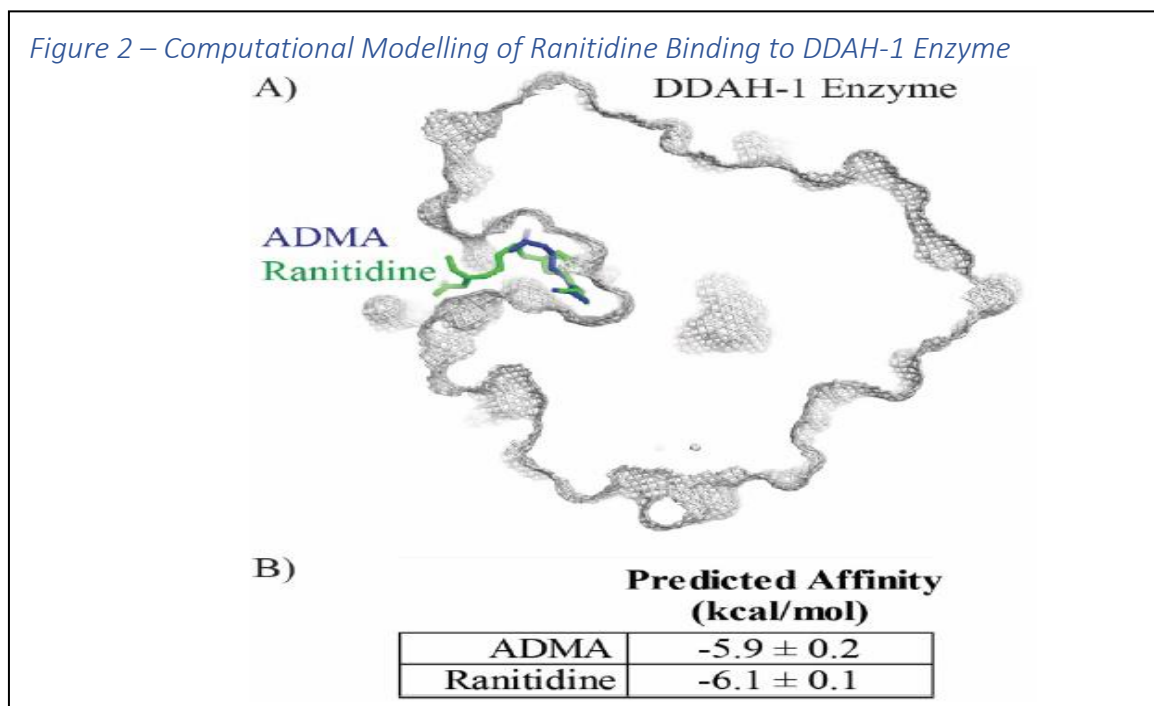 Figure 2 – Computational Modelling of Ranitidine Binding to DDAH-1 Enzyme
A) DDAH-1 Enzyme
ADMA
Ranitidine
B)
Predicted Affinity
(kcal/mol)
ADMA -5.9 ± 0.2
Ranitidine -6.1 ± 0.1